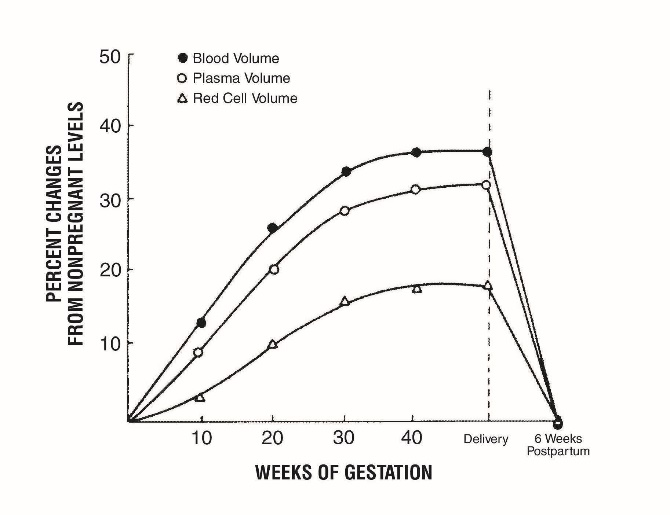 50
40
30
20
10
PERCENT CHANGES
FROM NONPREGNANT LEVELS
Blood Volume
Plasma Volume
Red Cell Volume
10 20 30 40 Delivery 6 Weeks
Postpartum
WEEKS OF GESTATION